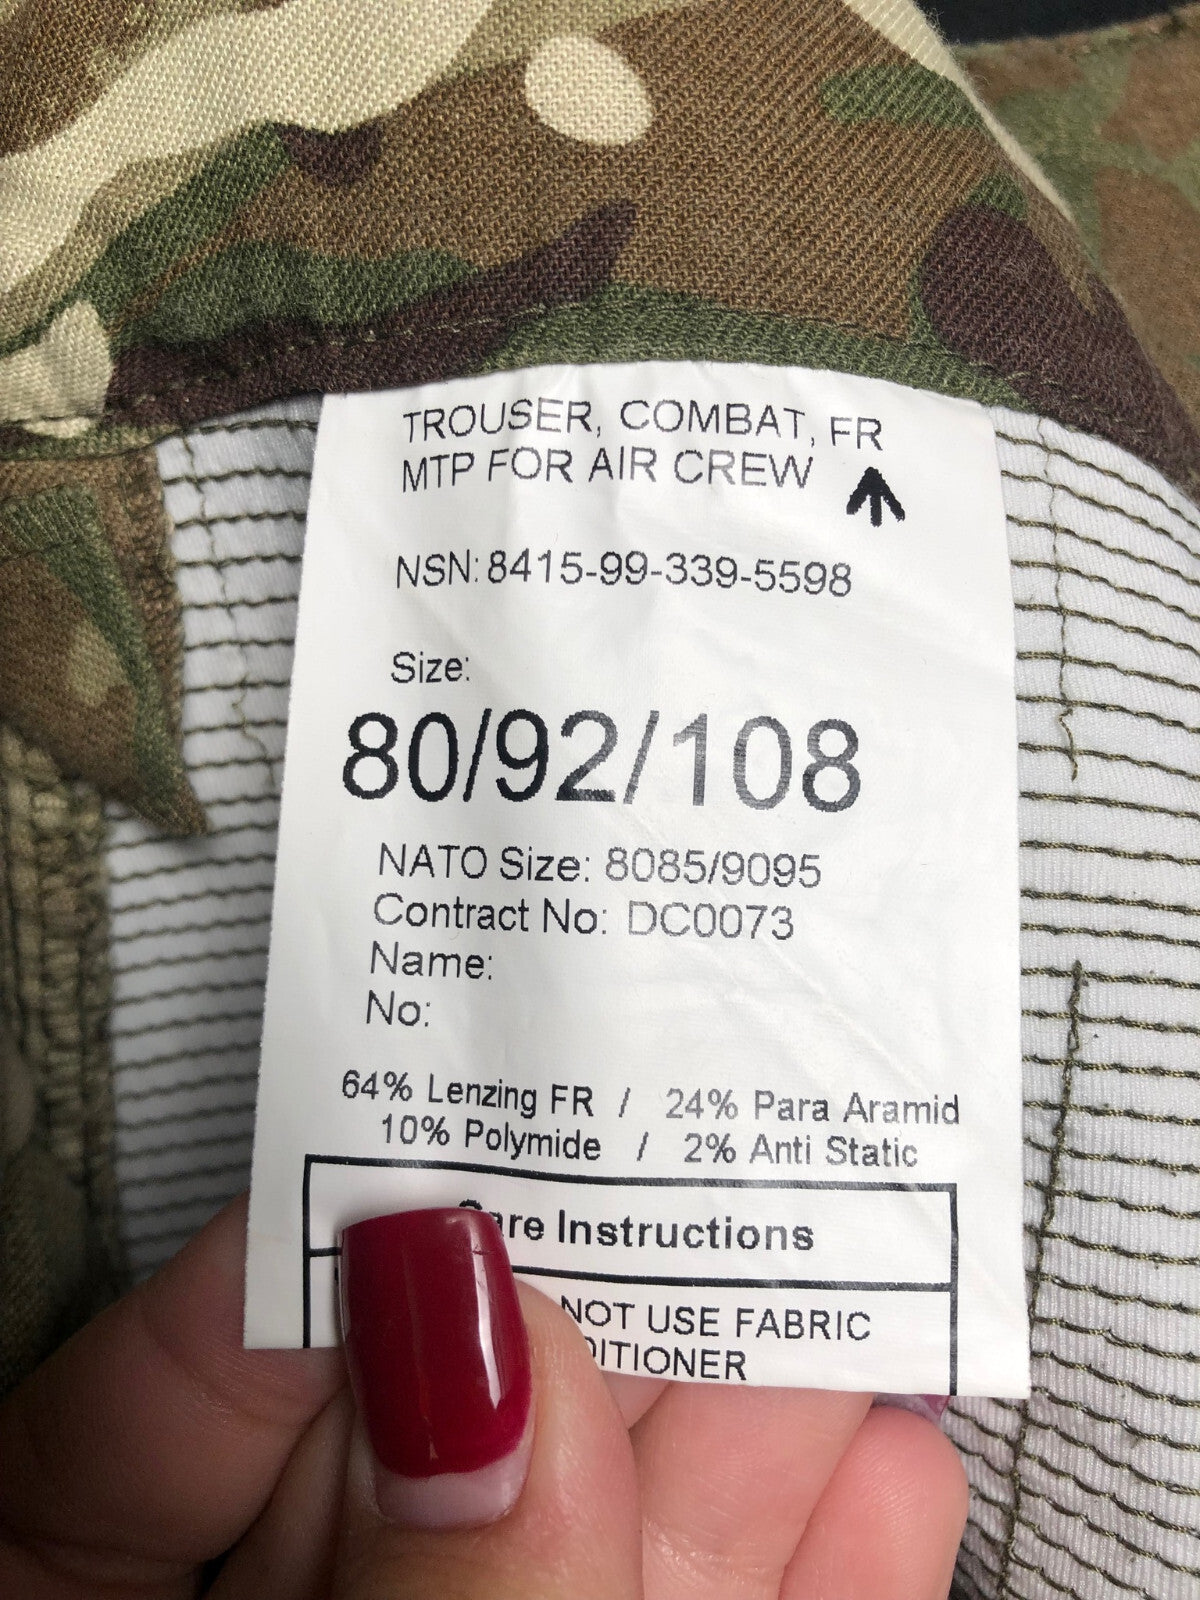 TROUSER, COMBAT, FR
MTP FOR AIR CREW
NSN: 8415-99-339-5598
Size:
80/92/108
NATO Size: 8085/9095
Contract No: DC0073
Name:
No:
64% Lenzing FR / 24% Para Aramid
10% Polymide / 2% Anti Static
Care Instructions
NOT USE FABRIC